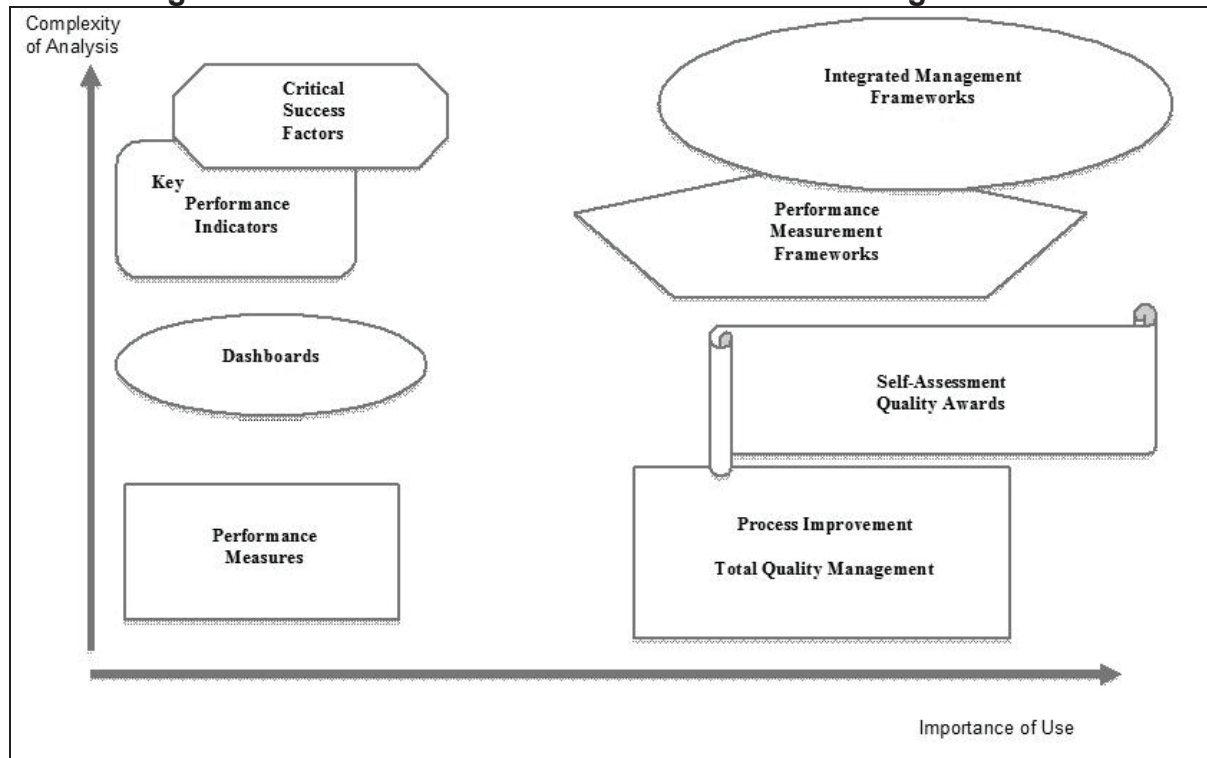 Complexity
of Analysis
Critical
Success
Factors
Integrated Management
Frameworks
Key
Performance
Indicators
Performance
Measurement
Frameworks
Dashboards
Self-Assessment
Quality Awards
Performance
Measures
Process Improvement
Total Quality Management
Importance of Use